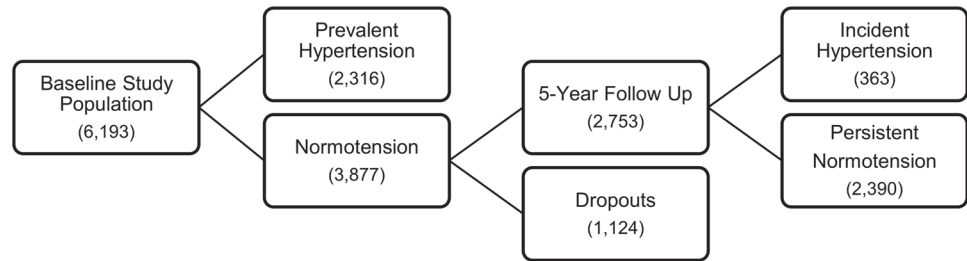 Baseline Study
Population
(6,193)
Prevalent
Hypertension
(2,316)
Normotension
(3,877)
5-Year Follow Up
(2,753)
Dropouts
(1,124)
Incident
Hypertension
(363)
Persistent
Normotension
(2,390)